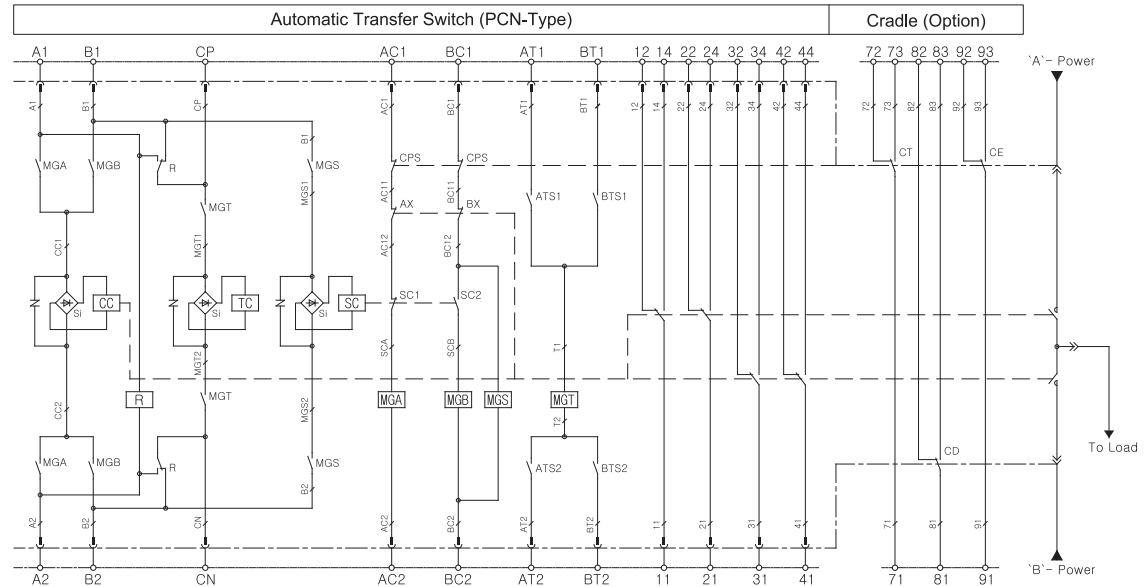 Automatic Transfer Switch (PCN-Type) Cradle (Option)
A1 B1 CP AC1 BC1 AT1 BT1 12 14 22 24 32 34 42 44 72 73 82 83 92 93
`A`- Power
A1 B1 CP AC1 BC1 AT1 BT1 12 14 22 24 32 34 42 44 72 73 82 83 92 93
B1
MGA MGB R MGS CPS CPS CT CE
MGS1 AC11 BC11 ATS1 BTS1
MGT AX BX
CC1 MGT1 AC12 BC12
CC TC SC SC1 SC2
Si Si Si
MGT2 SCA SCB T1
CC2 R MGT MGS2 MGA MGB MGS MGT
T2
To Load
MGA MGB R MGS ATS2 BTS2 CD
B2
A2 B2 CN AC2 BC2 AT2 BT2 11 21 31 41 71 81 91
A2 B2 CN AC2 BC2 AT2 BT2 11 21 31 41 71 81 91
`B`- Power